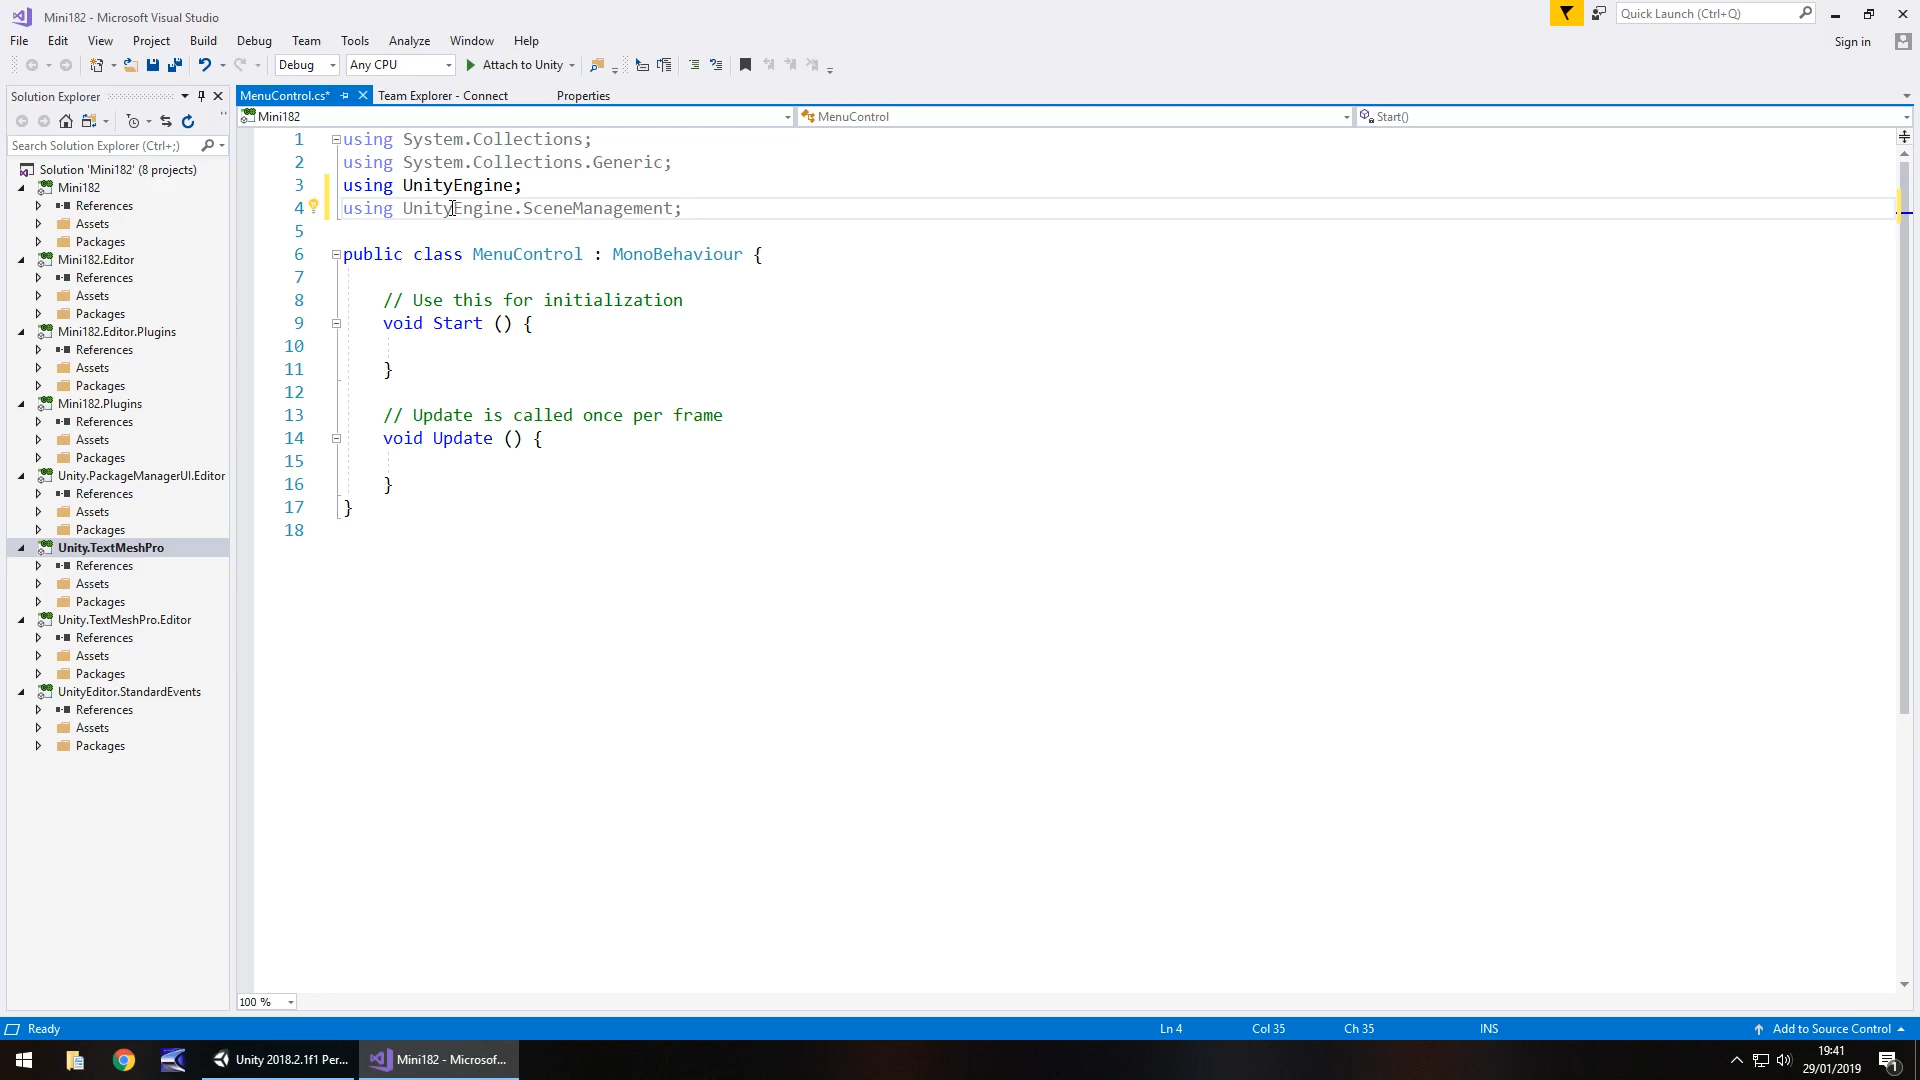 Mini182 - Microsoft Visual Studio
Quick Launch (Ctrl+Q)
File Edit View Project Build Debug Team Tools Analyze Window Help
Sign in
Debug Any CPU Attach to Unity
Solution Explorer
MenuControl.cs* Team Explorer - Connect Properties
Mini182 MenuControl Start()
Search Solution Explorer (Ctrl+;)
Solution 'Mini182' (8 projects)
Mini182
References
Assets
Packages
Mini182.Editor
References
Assets
Packages
Mini182.Editor.Plugins
References
Assets
Packages
Mini182.Plugins
References
Assets
Packages
Unity.PackageManagerUI.Editor
References
Assets
Packages
Unity.TextMeshPro
References
Assets
Packages
Unity.TextMeshPro.Editor
References
Assets
Packages
UnityEditor.StandardEvents
References
Assets
Packages
1 using System.Collections;
2 using System.Collections.Generic;
3 using UnityEngine;
4 using UnityEngine.SceneManagement;
5
6 public class MenuControl : MonoBehaviour {
7
8 // Use this for initialization
9 void Start () {
10
11 }
12
13 // Update is called once per frame
14 void Update () {
15
16 }
17 }
18
100 %
Ready Ln 4 Col 35 Ch 35 INS Add to Source Control
Unity 2018.2.1f1 Per... Mini182 - Microsof...
19:41
29/01/2019
1